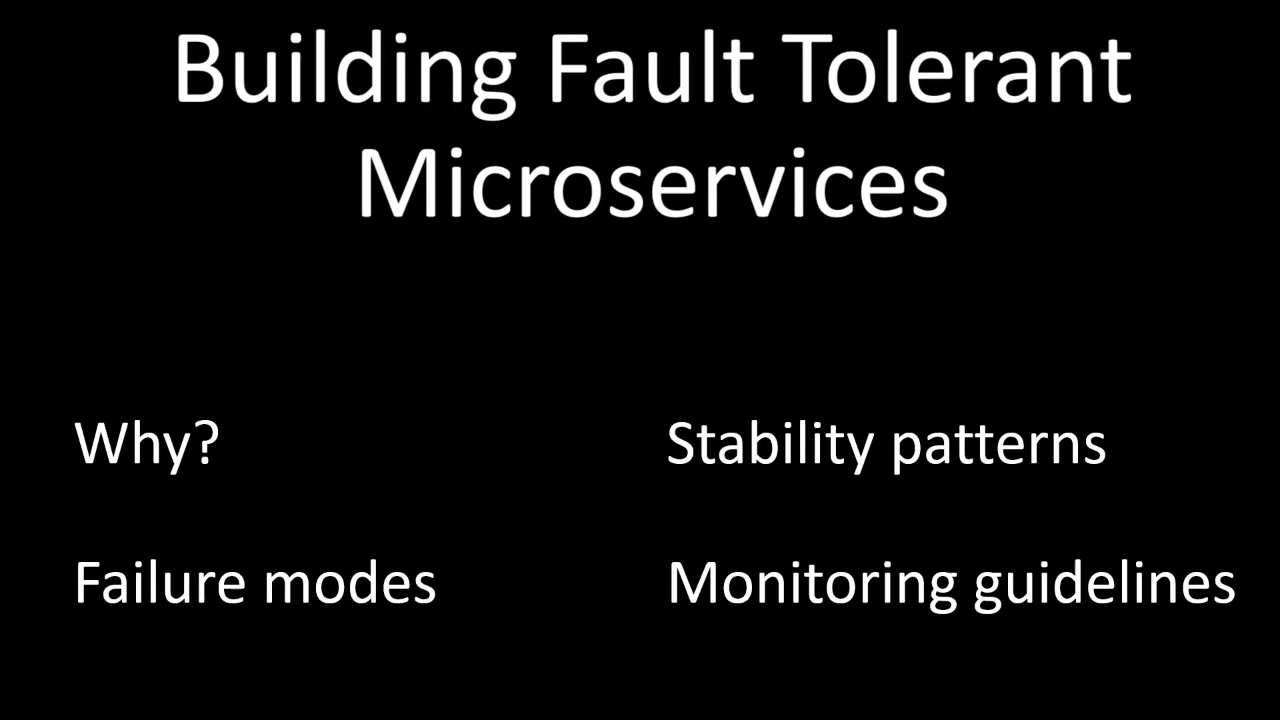 Building Fault Tolerant
Microservices
Why?
Stability patterns
Failure modes
Monitoring guidelines